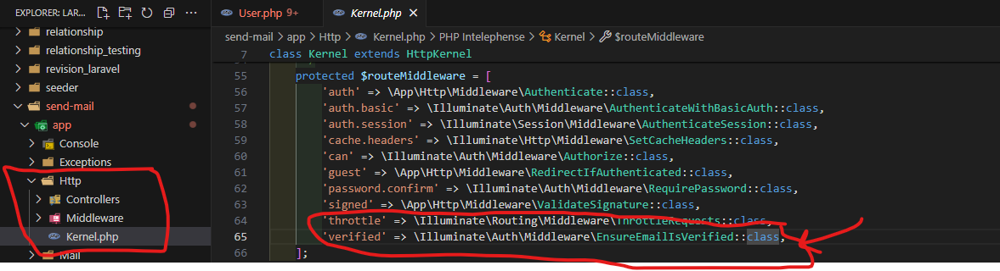 EXPLORER: LAR...
relationship
relationship_testing
revision_laravel
seeder
send-mail
app
Console
Exceptions
Http
Controllers
Middleware
Kernel.php
Mail
User.php 9+
Kernel.php
send-mail > app > Http > Kernel.php > PHP Intelephense > Kernel > $routeMiddleware
7 class Kernel extends HttpKernel
55 protected $routeMiddleware = [
56 'auth' => \App\Http\Middleware\Authenticate::class,
57 'auth.basic' => \Illuminate\Auth\Middleware\AuthenticateWithBasicAuth::class,
58 'auth.session' => \Illuminate\Session\Middleware\AuthenticateSession::class,
59 'cache.headers' => \Illuminate\Http\Middleware\SetCacheHeaders::class,
60 'can' => \Illuminate\Auth\Middleware\Authorize::class,
61 'guest' => \App\Http\Middleware\RedirectIfAuthenticated::class,
62 'password.confirm' => \Illuminate\Auth\Middleware\RequirePassword::class,
63 'signed' => \App\Http\Middleware\ValidateSignature::class,
64 'throttle' => \Illuminate\Routing\Middleware\ThrottleRequests::class,
65 'verified' => \Illuminate\Auth\Middleware\EnsureEmailIsVerified::class,
66 ];